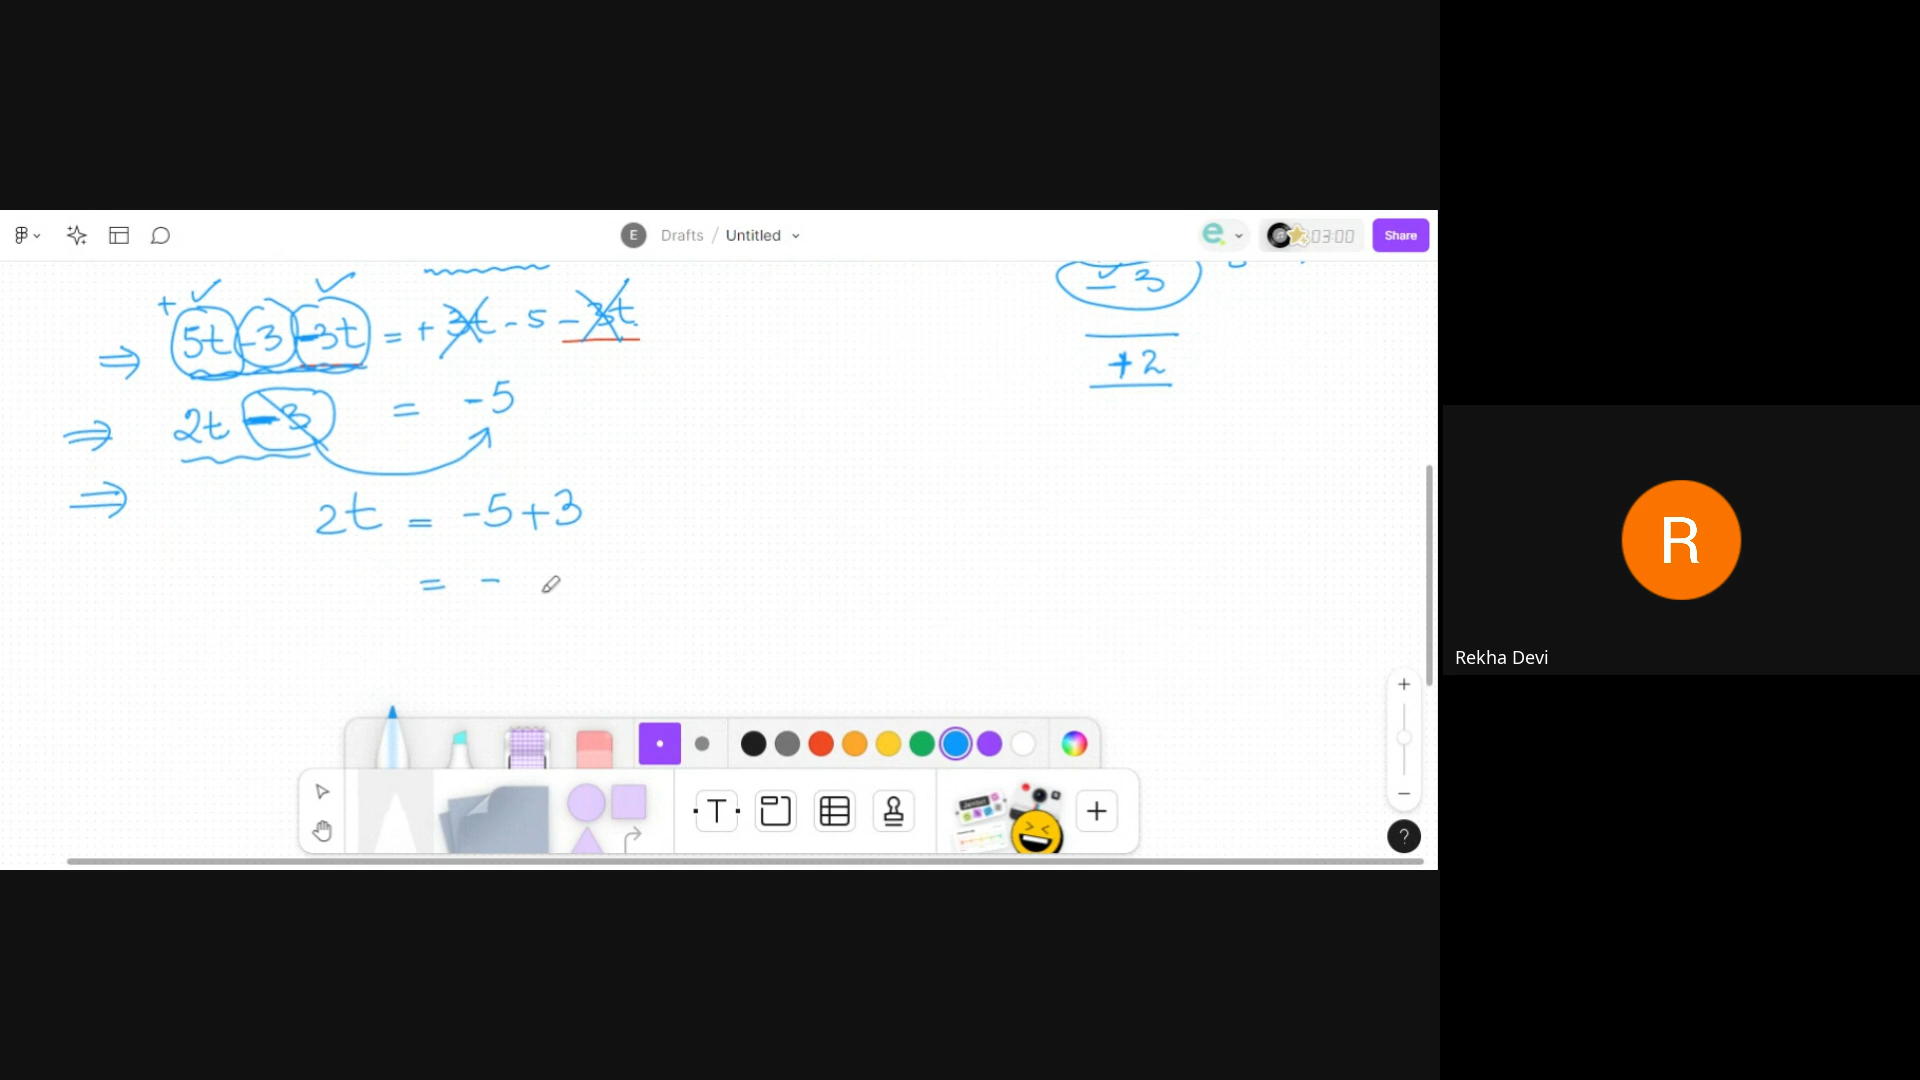 E Drafts / Untitled
03:00
Share
+
⇒ 5t -3 -3t = + 3t - 5 - 3t
- 3
+2
⇒ 2t -3 = -5
⇒ 2t = -5+3
= -
R
Rekha Devi
T
?